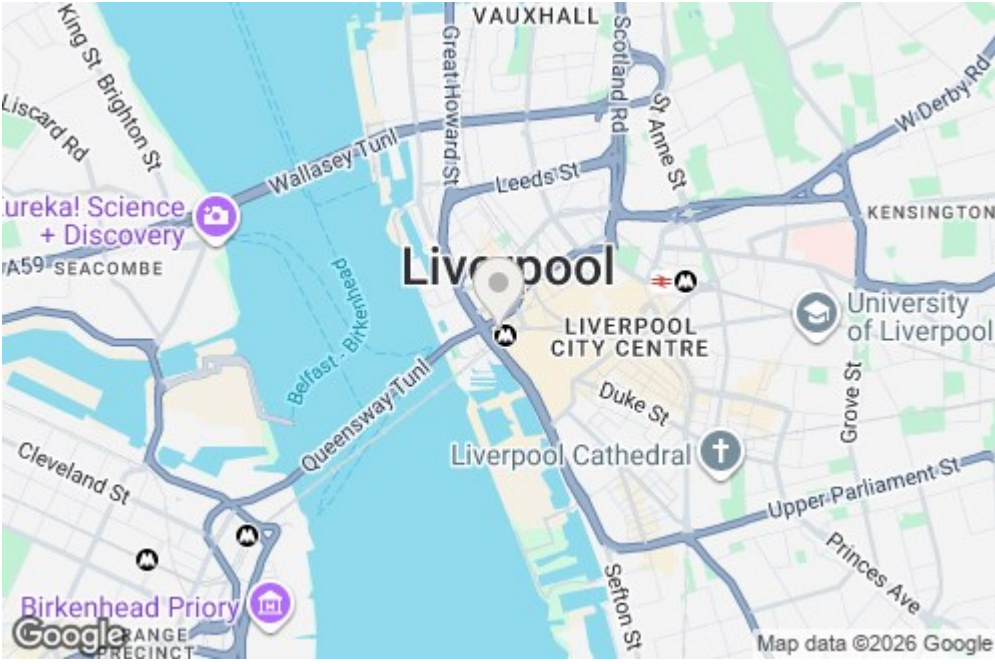 VAUXHALL
King St
Brighton St
Great Howard St
Scotland Rd
St Anne St
W Derby Rd
Liscard Rd
Wallasey Tunl
Leeds St
Eureka! Science
+ Discovery
KENSINGTON
A59
SEACOMBE
Liverpool
Belfast - Birkenhead
LIVERPOOL
CITY CENTRE
University
of Liverpool
Queensway Tunl
Duke St
Grove St
Cleveland St
Liverpool Cathedral
Upper Parliament St
Princes Ave
Sefton St
Birkenhead Priory
GRANGE
PRECINCT
Google
Map data ©2026 Google